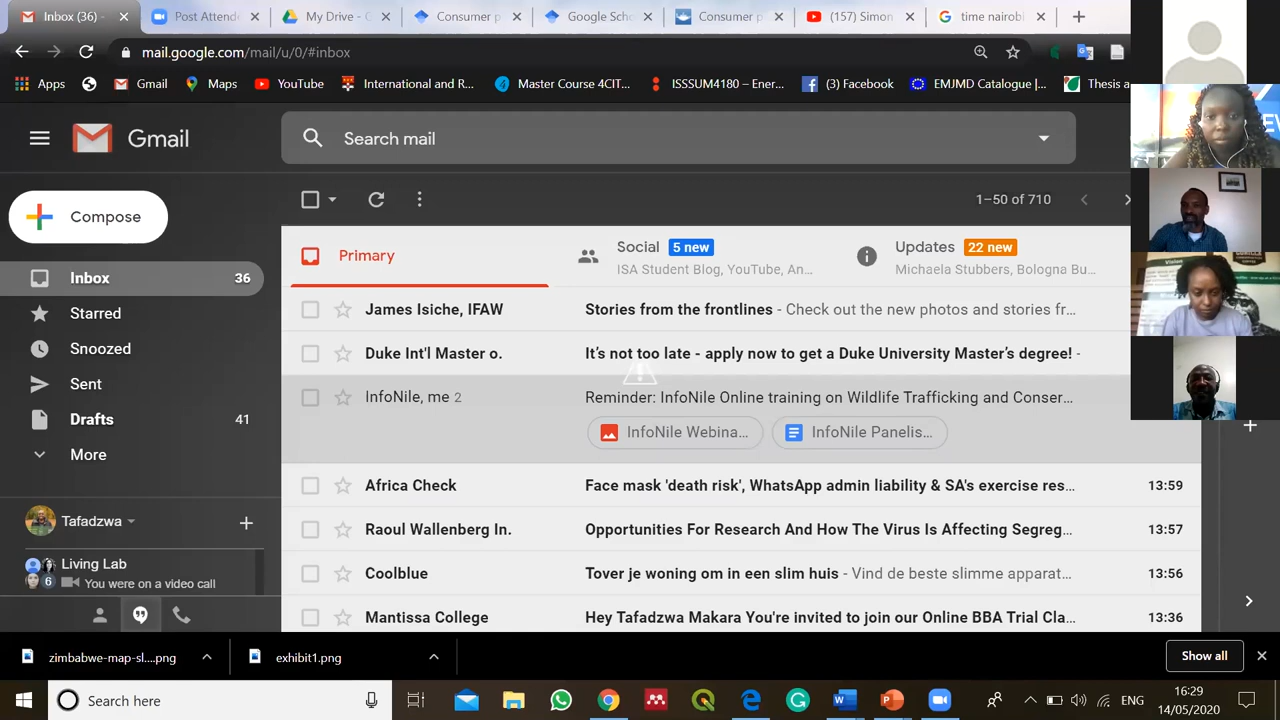 Inbox (36) -
Post Attende
My Drive - G
Consumer p
Google Scho
Consumer p
(157) Simon
time nairobi
mail.google.com/mail/u/0/#inbox
Apps
Gmail
Maps
YouTube
International and R...
Master Course 4CIT...
ISSSUM4180 – Ener...
(3) Facebook
EMJMD Catalogue |...
Thesis a
Gmail
Search mail
Compose
1–50 of 710
Inbox 36
Starred
Snoozed
Sent
Drafts 41
More
Primary
Social 5 new
ISA Student Blog, YouTube, An...
Updates 22 new
Michaela Stubbers, Bologna Bu...
James Isiche, IFAW Stories from the frontlines - Check out the new photos and stories fr...
Duke Int'l Master o. It’s not too late - apply now to get a Duke University Master’s degree! -
InfoNile, me 2 Reminder: InfoNile Online training on Wildlife Trafficking and Conser...
InfoNile Webina...
InfoNile Panelis...
Africa Check Face mask 'death risk', WhatsApp admin liability & SA's exercise res... 13:59
Raoul Wallenberg In. Opportunities For Research And How The Virus Is Affecting Segreg... 13:57
Coolblue Tover je woning om in een slim huis - Vind de beste slimme apparat... 13:56
Mantissa College Hey Tafadzwa Makara You're invited to join our Online BBA Trial Cla... 13:36
Tafadzwa
Living Lab
6 You were on a video call
zimbabwe-map-sl....png
exhibit1.png
Show all
Search here
ENG
16:29
14/05/2020